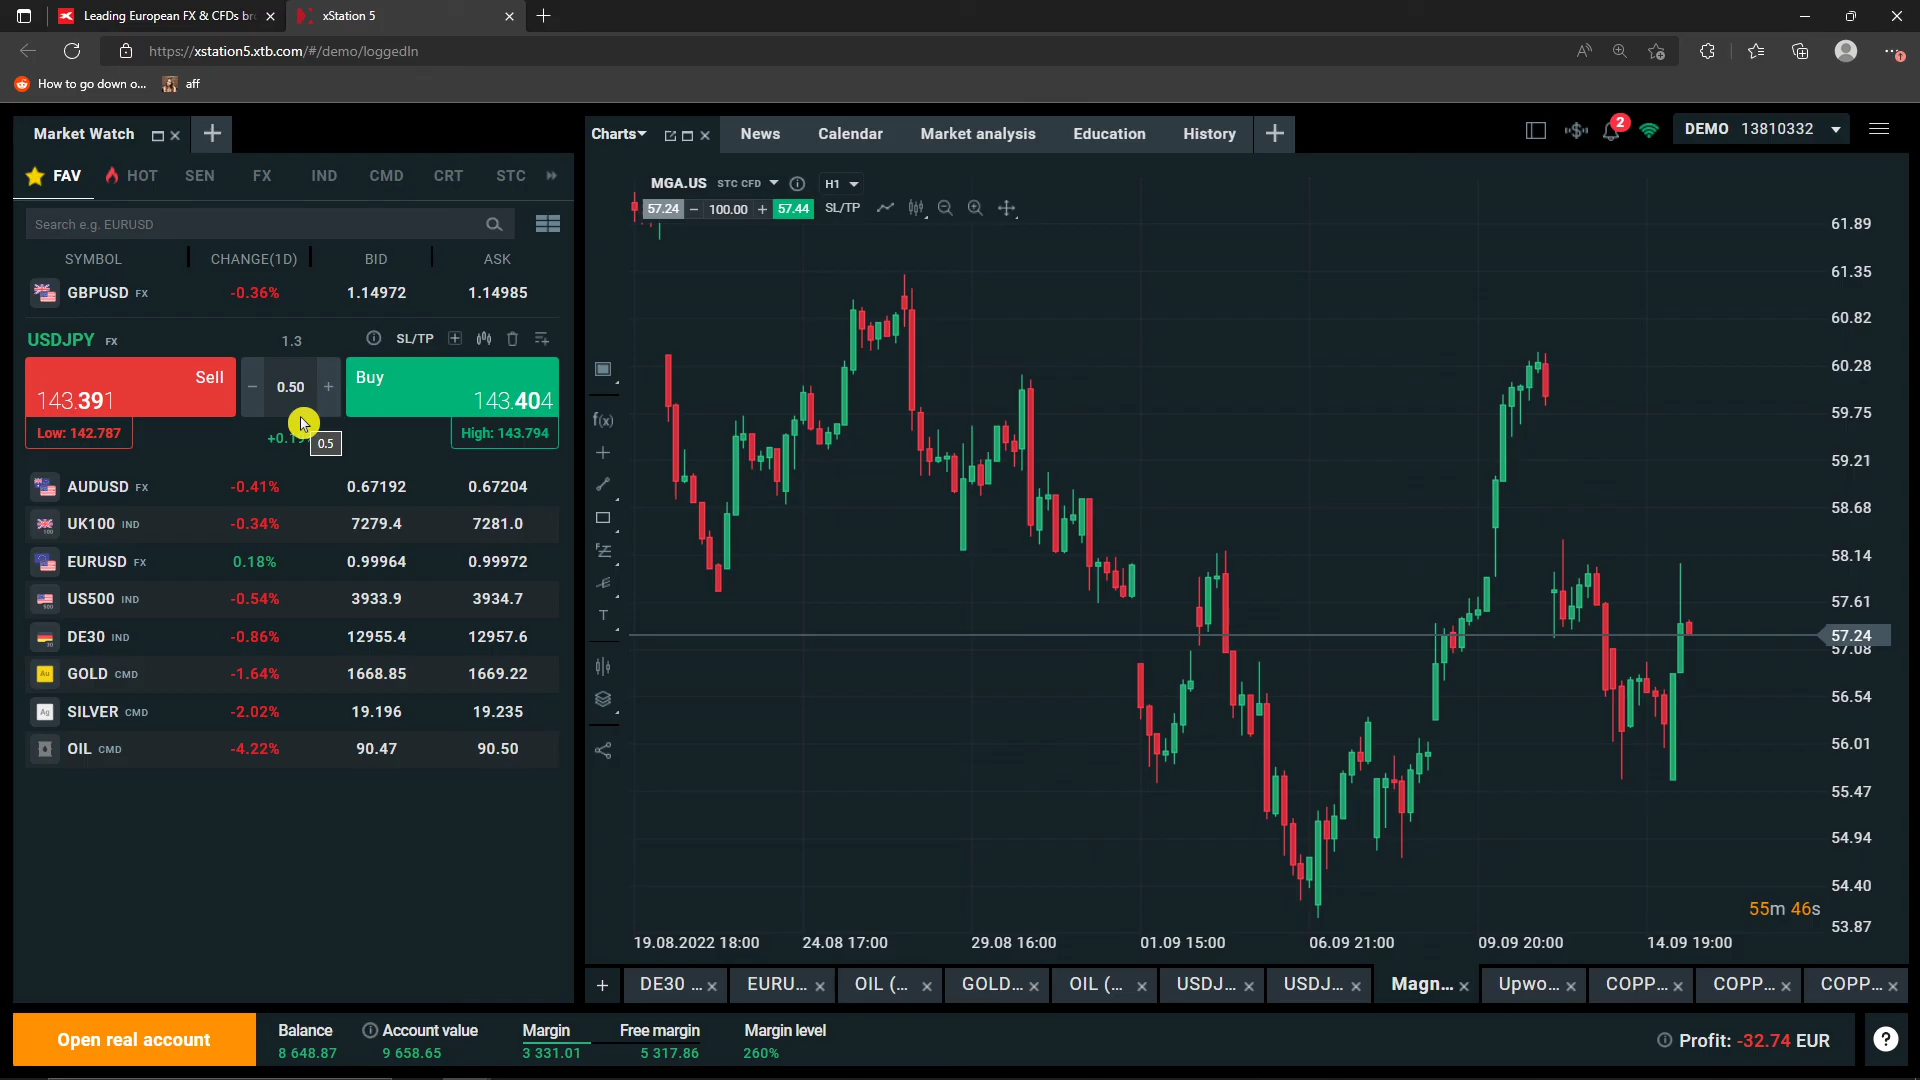 Leading European FX & CFDs br
xStation 5
https://xstation5.xtb.com/#/demo/loggedIn
How to go down o...
aff
Market Watch
Charts
News
Calendar
Market analysis
Education
History
2
DEMO 13810332
FAV
HOT
SEN
FX
IND
CMD
CRT
STC
Search e.g. EURUSD
SYMBOL
CHANGE(1D)
BID
ASK
GBPUSD FX -0.36% 1.14972 1.14985
USDJPY FX 1.3 SL/TP
Sell
143.391
0.50
Buy
143.404
Low: 142.787
0.5
High: 143.794
AUDUSD FX -0.41% 0.67192 0.67204
UK100 IND -0.34% 7279.4 7281.0
EURUSD FX 0.18% 0.99964 0.99972
US500 IND -0.54% 3933.9 3934.7
DE30 IND -0.86% 12955.4 12957.6
GOLD CMD -1.64% 1668.85 1669.22
SILVER CMD -2.02% 19.196 19.235
OIL CMD -4.22% 90.47 90.50
MGA.US STC CFD H1
57.24 − 100.00 + 57.44 SL/TP
f(x)
T
61.89
61.35
60.82
60.28
59.75
59.21
58.68
58.14
57.61
57.24
57.08
56.54
56.01
55.47
54.94
54.40
53.87
55m 46s
19.08.2022 18:00
24.08 17:00
29.08 16:00
01.09 15:00
06.09 21:00
09.09 20:00
14.09 19:00
DE30 ...
EURU...
OIL (...
GOLD...
OIL (...
USDJ...
USDJ...
Magn...
Upwo...
COPP...
COPP...
COPP...
Open real account
Balance
8 648.87
Account value
9 658.65
Margin
3 331.01
Free margin
5 317.86
Margin level
260%
Profit: -32.74 EUR
?